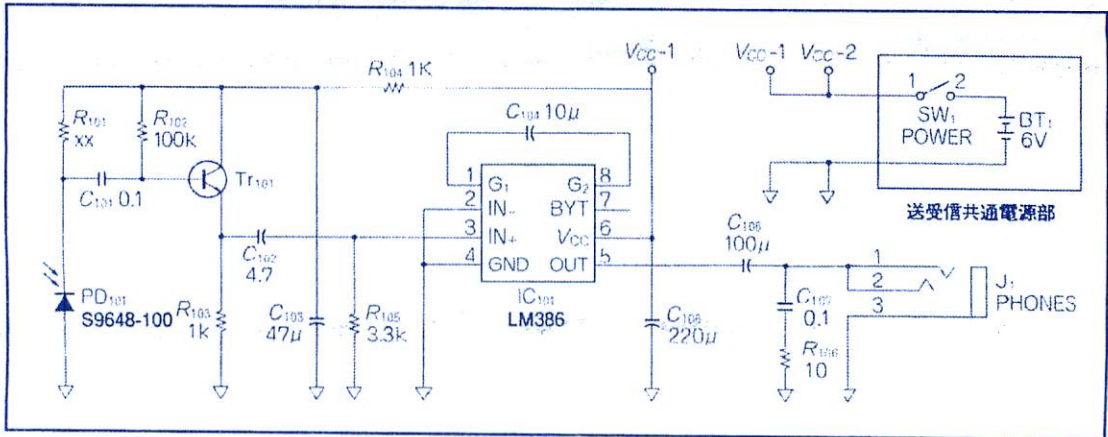 R101
xx
R102
100k
C101 0.1
Tr101
PD101
S9648-100
R103
1k
C102
4.7
C103
47μ
R105
3.3k
R104 1K
C104 10μ
1 G1 G2 8
2 IN- BYT 7
3 IN+ VCC 6
4 GND OUT 5
IC101
LM386
VCC-1
220μ
C106
100μ
C107
0.1
R106
10
1
2
3
J1
PHONES
VCC-1 VCC-2
1 2
SW1
POWER
BT1
6V
送受信共通電源部